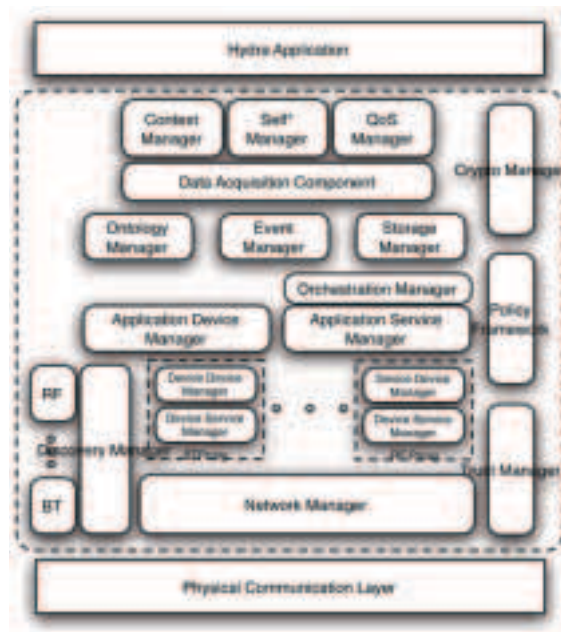 Hydra Application
Context
Manager
Self*
Manager
QoS
Manager
Crypto Manager
Data Acquisition Component
Ontology
Manager
Event
Manager
Storage
Manager
Orchestration Manager
Policy
Framework
Application Device
Manager
Application Service
Manager
RF
Discovery Manager
Device Device
Manager
Device Service
Manager
Device Device
Manager
Device Service
Manager
Trust Manager
BT
Network Manager
Physical Communication Layer